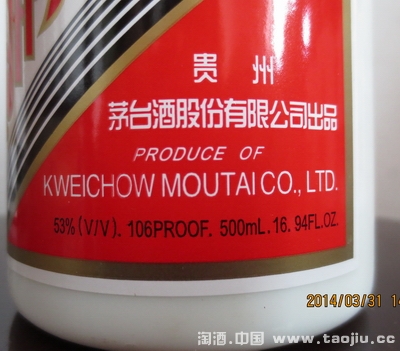 贵州
茅台酒股份有限公司出品
PRODUCE OF
KWEICHOW MOUTAI CO., LTD.
53% (V/V). 106PROOF. 500mL. 16. 94FL.OZ.
2014/03/31 1
淘酒.中国 www.taojiu.cc